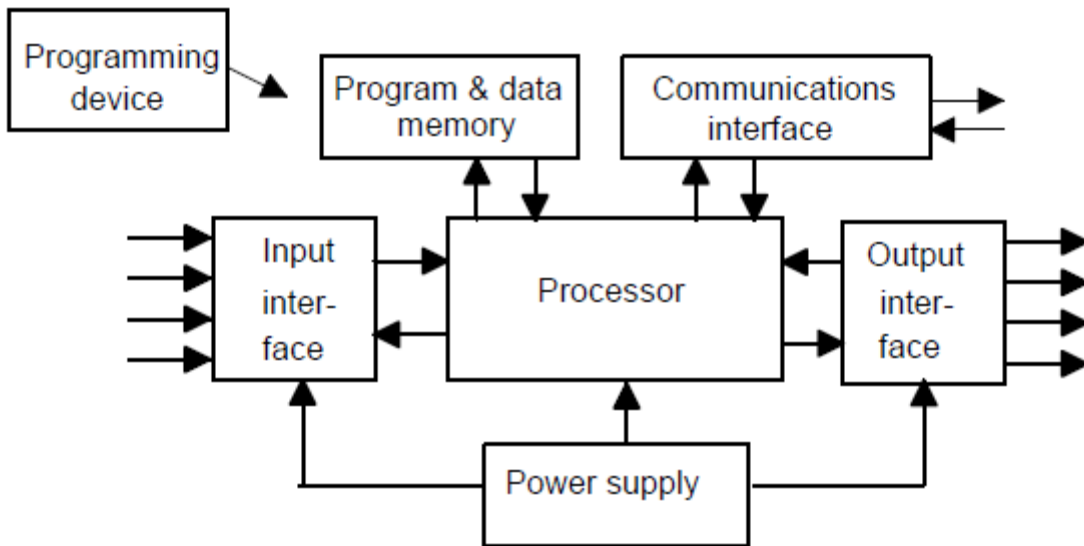 Programming
device
Program & data
memory
Communications
interface
Input
inter-
face
Processor
Output
inter-
face
Power supply